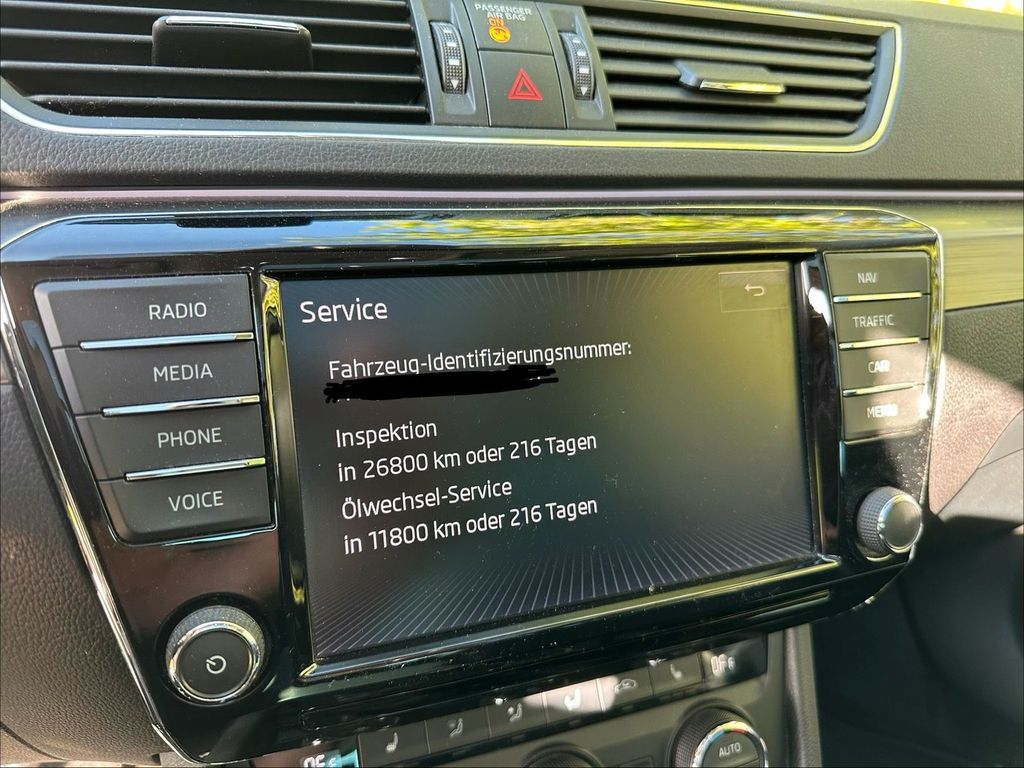 PASSENGER
AIR BAG
ON
Service
Fahrzeug-Identifizierungsnummer:
Inspektion
in 26800 km oder 216 Tagen
Ölwechsel-Service
in 11800 km oder 216 Tagen
RADIO
MEDIA
PHONE
VOICE
NAV
TRAFFIC
CAR
MENU
AUTO